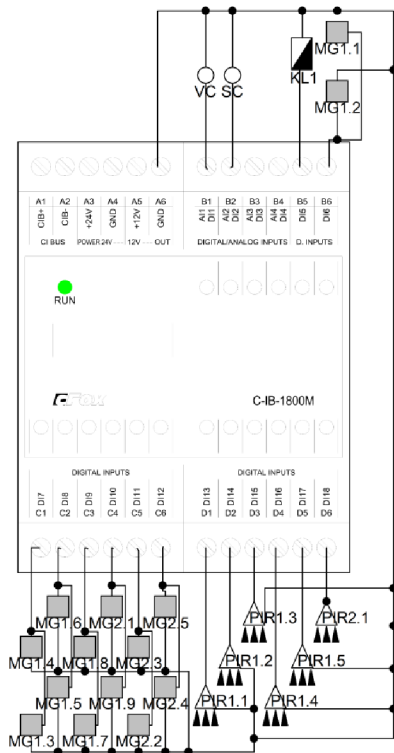 MG1.1
KL1
VC SC
MG1.2
A1 A2 A3 A4 A5 A6 B1 B2 B3 B4 B5 B6
CIB+ CIB- +24V GND +12V GND AI1 DI1 AI2 DI2 AI3 DI3 AI4 DI4 DI5 DI6
CI BUS POWER 24V ---- 12V ---- OUT DIGITAL/ANALOG INPUTS D. INPUTS
RUN
C-IB-1800M
DIGITAL INPUTS DIGITAL INPUTS
DI7 DI8 DI9 DI10 DI11 DI12 DI13 DI14 DI15 DI16 DI17 DI18
C1 C2 C3 C4 C5 C6 D1 D2 D3 D4 D5 D6
MG1.6 MG2.1 MG2.5 PIR1.3 PIR2.1
MG1.4 MG1.8 MG2.3 PIR1.2 PIR1.5
MG1.5 MG1.9 MG2.4 PIR1.1 PIR1.4
MG1.3 MG1.7 MG2.2